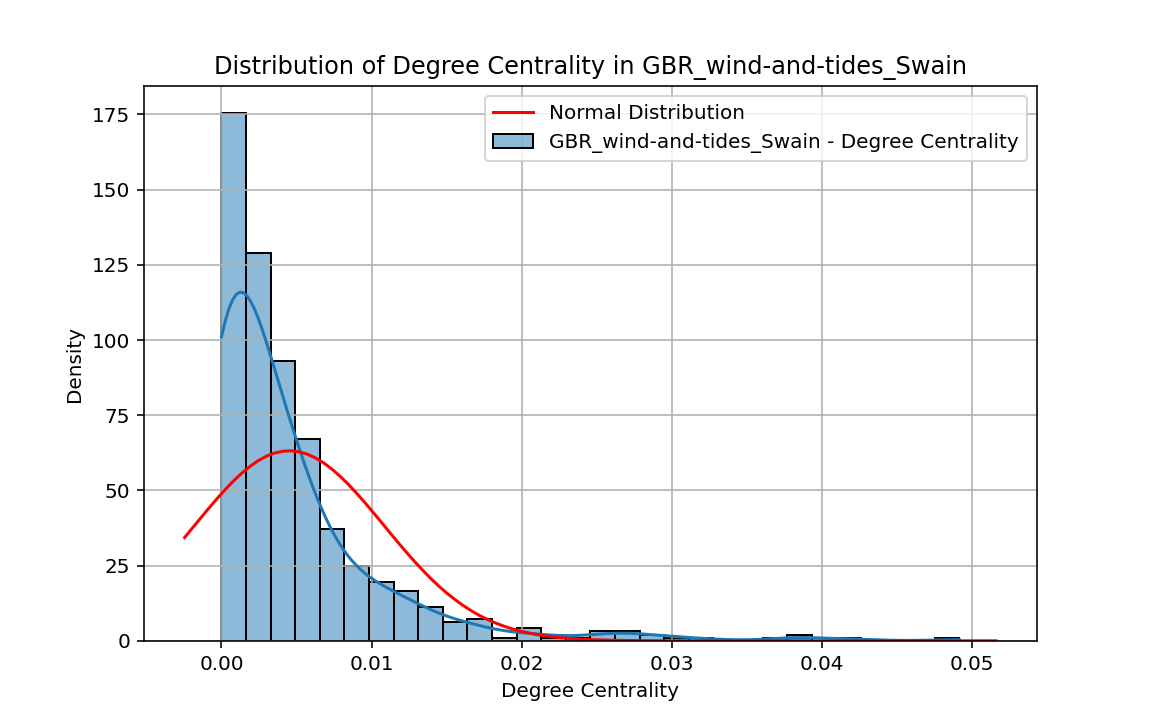 Distribution of Degree Centrality in GBR_wind-and-tides_Swain
Normal Distribution
GBR_wind-and-tides_Swain - Degree Centrality
Density
175
150
125
100
75
50
25
0
0.00 0.01 0.02 0.03 0.04 0.05
Degree Centrality